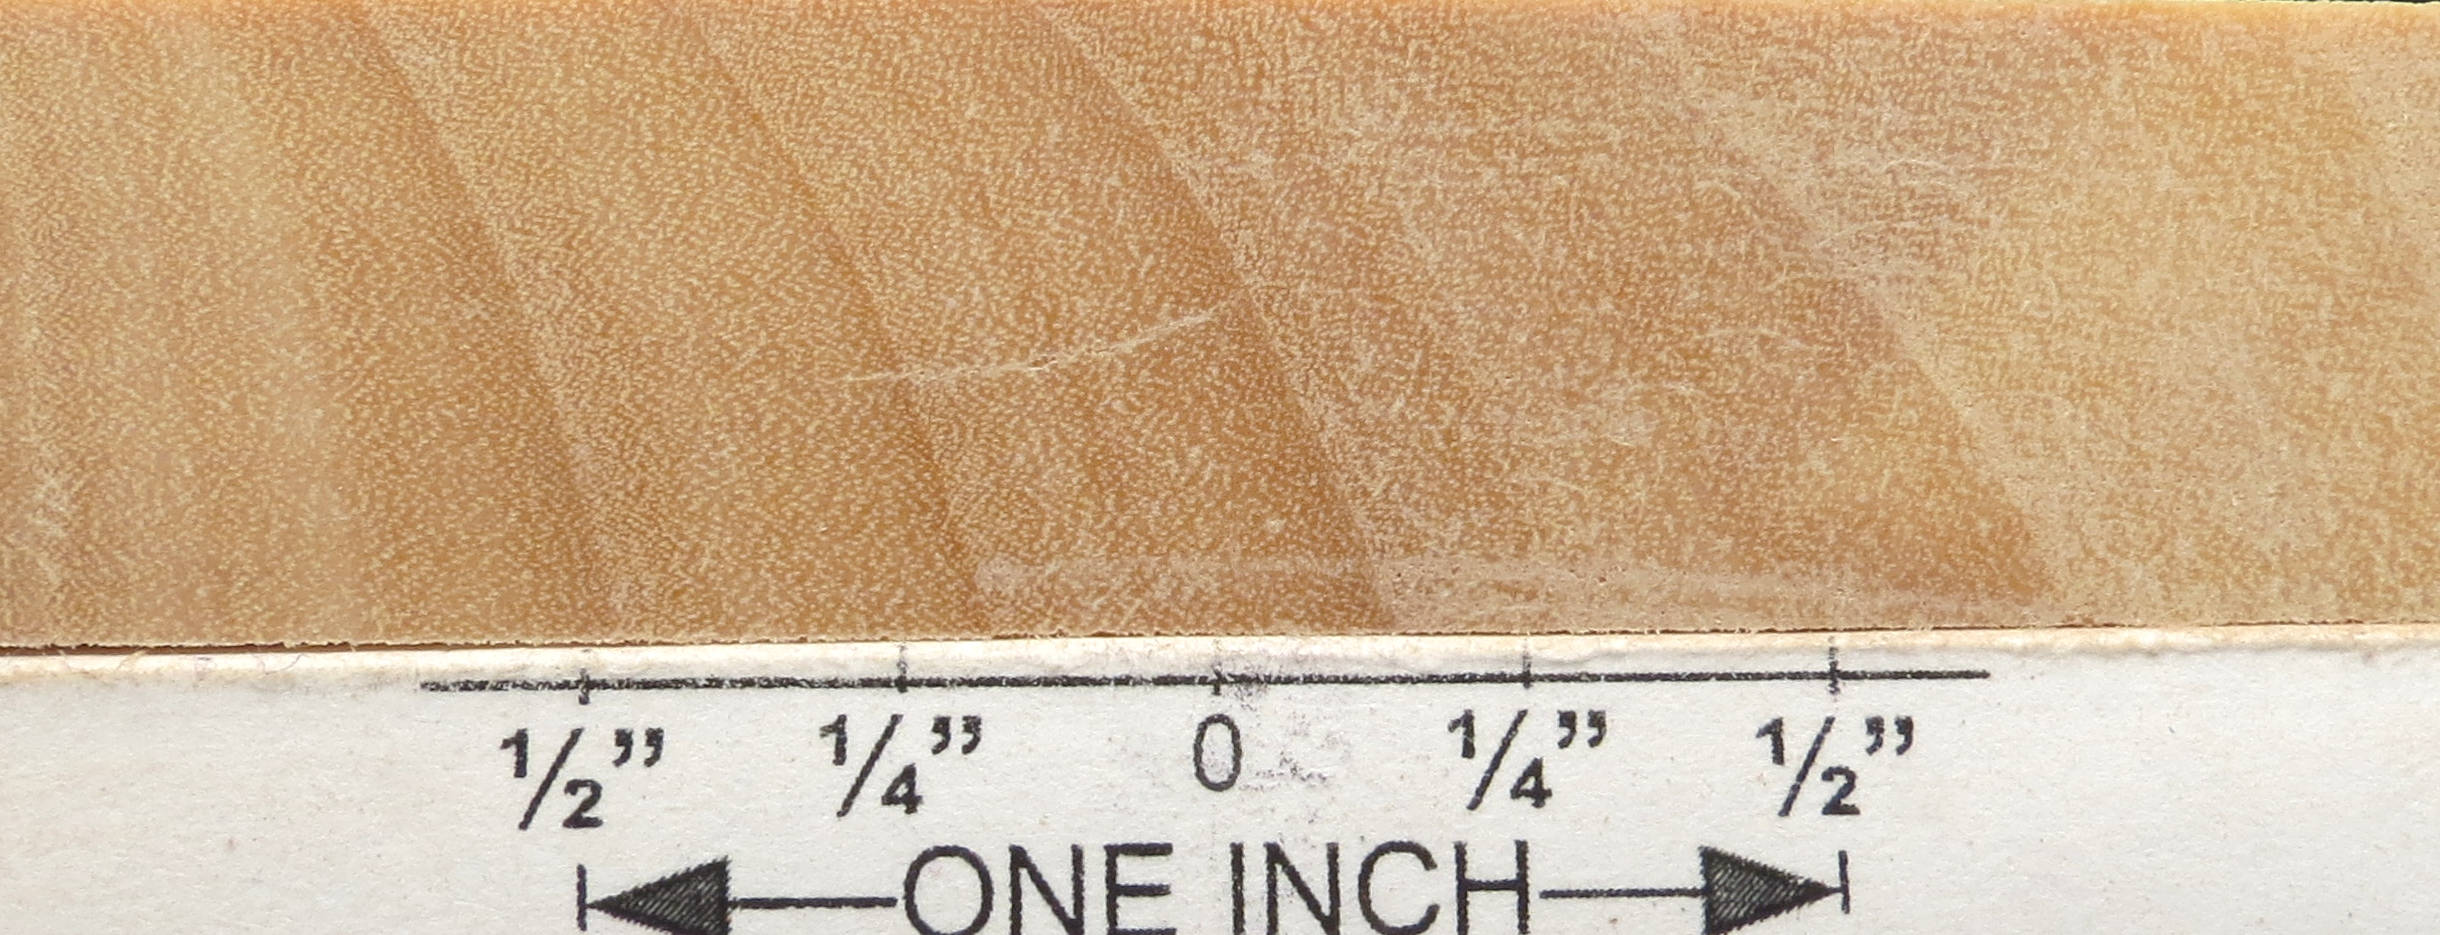 1/2” 1/4” 0 1/4” 1/2”
ONE INCH